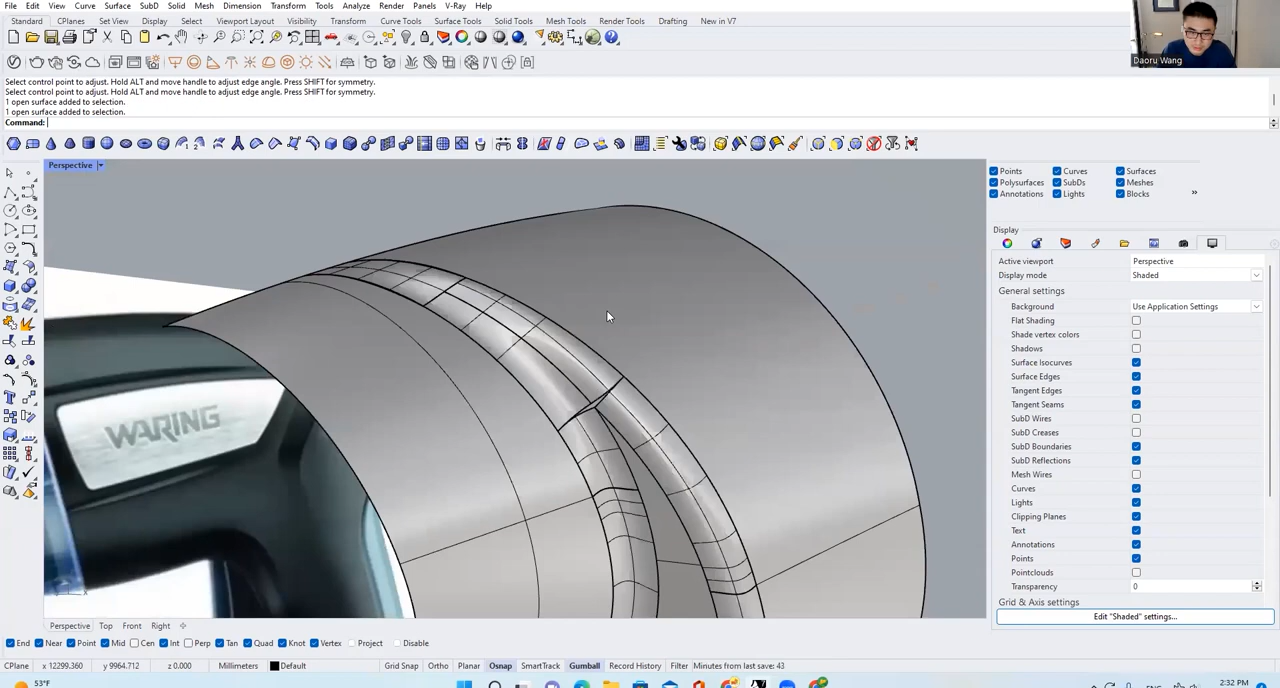 File Edit View Curve Surface SubD Solid Mesh Dimension Transform Tools Analyze Render Panels V-Ray Help
Standard CPlanes Set View Display Select Viewport Layout Visibility Transform Curve Tools Surface Tools Solid Tools Mesh Tools Render Tools Drafting New in V7
Daoru Wang
Select control point to adjust. Hold ALT and move handle to adjust edge angle. Press SHIFT for symmetry.
Select control point to adjust. Hold ALT and move handle to adjust edge angle. Press SHIFT for symmetry.
1 open surface added to selection.
1 open surface added to selection.
Command:
Perspective
Points Curves Surfaces
Polysurfaces SubDs Meshes
Annotations Lights Blocks
Display
Active viewport Perspective
Display mode Shaded
General settings
Background Use Application Settings
Flat Shading
Shade vertex colors
Shadows
Surface Isocurves
Surface Edges
Tangent Edges
Tangent Seams
SubD Wires
SubD Creases
SubD Boundaries
SubD Reflections
Mesh Wires
Curves
Lights
Clipping Planes
Text
Annotations
Points
Pointclouds
Transparency 0
Grid & Axis settings
Edit "Shaded" settings...
WARING
x
Perspective Top Front Right
End Near Point Mid Cen Int Perp Tan Quad Knot Vertex Project Disable
CPlane x 12299.360 y 9964.712 z 0.000 Millimeters Default Grid Snap Ortho Planar Osnap SmartTrack Gumball Record History Filter Minutes from last save: 43
53°F
2:32 PM